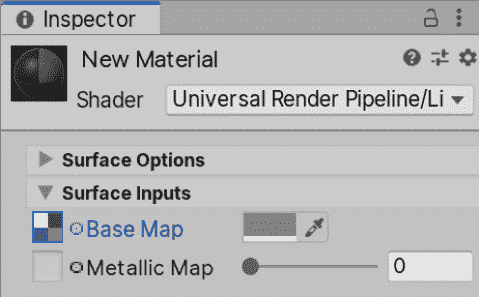 Inspector
New Material
Shader Universal Render Pipeline/Li
Surface Options
Surface Inputs
Base Map
Metallic Map 0